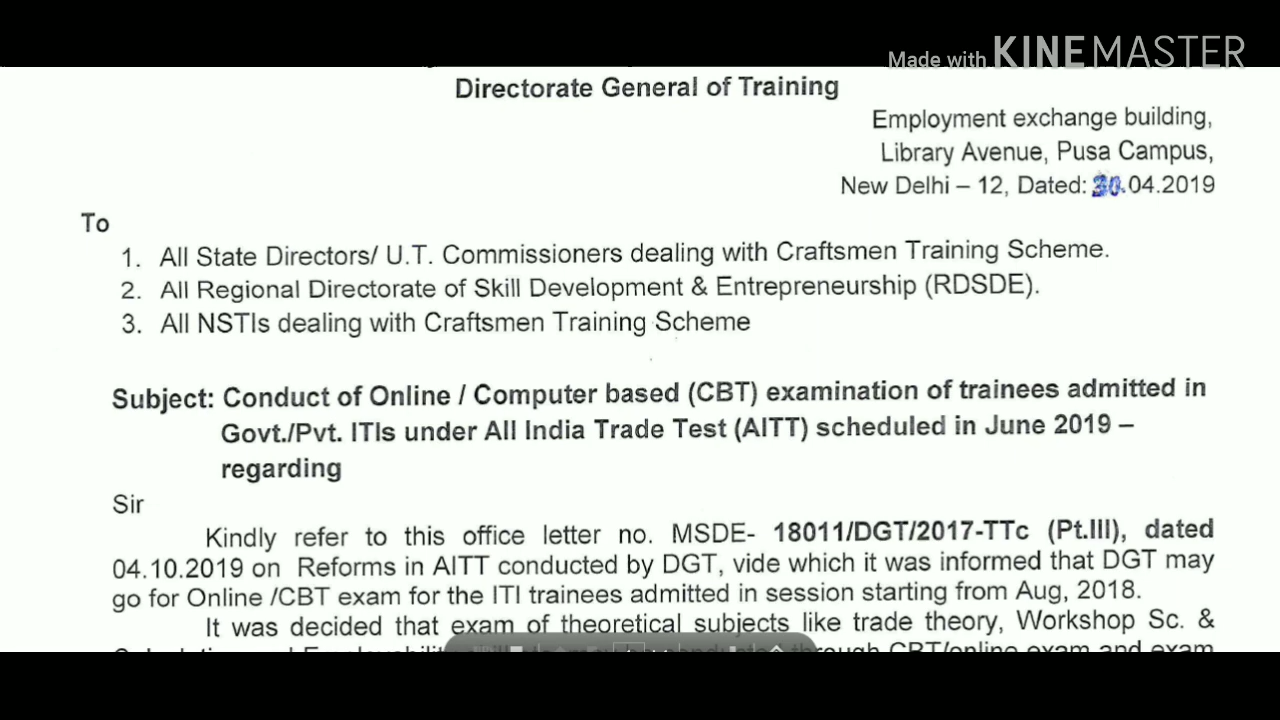 Made with KINEMASTER
Directorate General of Training
Employment exchange building,
Library Avenue, Pusa Campus,
New Delhi – 12, Dated: 30.04.2019
To
1. All State Directors/ U.T. Commissioners dealing with Craftsmen Training Scheme.
2. All Regional Directorate of Skill Development & Entrepreneurship (RDSDE).
3. All NSTIs dealing with Craftsmen Training Scheme
Subject: Conduct of Online / Computer based (CBT) examination of trainees admitted in
Govt./Pvt. ITIs under All India Trade Test (AITT) scheduled in June 2019 –
regarding
Sir
Kindly refer to this office letter no. MSDE- 18011/DGT/2017-TTc (Pt.III), dated
04.10.2019 on Reforms in AITT conducted by DGT, vide which it was informed that DGT may
go for Online /CBT exam for the ITI trainees admitted in session starting from Aug, 2018.
It was decided that exam of theoretical subjects like trade theory, Workshop Sc. &
through CBT/online exam and exam